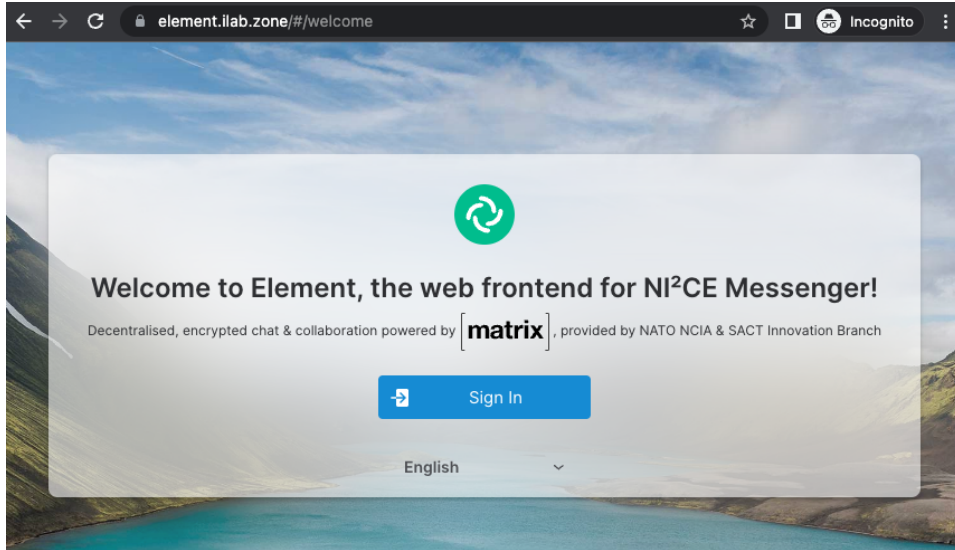 element.ilab.zone/#/welcome
Incognito
Welcome to Element, the web frontend for NI²CE Messenger!
Decentralised, encrypted chat & collaboration powered by [matrix], provided by NATO NCIA & SACT Innovation Branch
Sign In
English